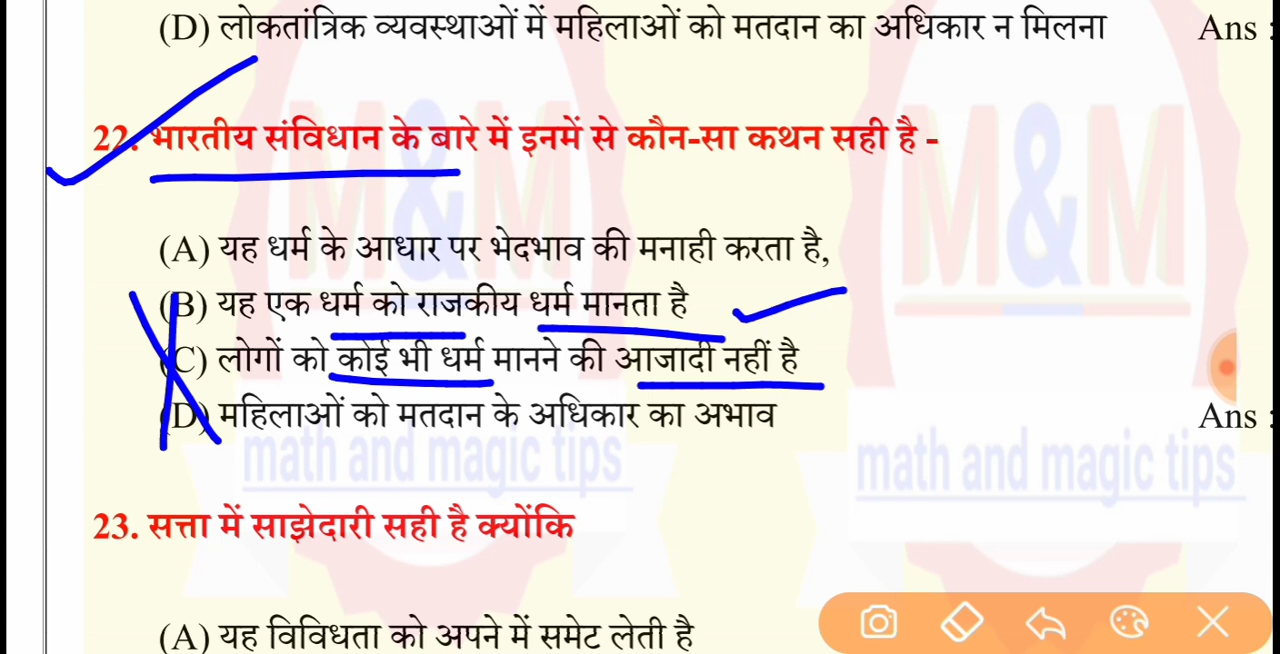 (D) लोकतांत्रिक व्यवस्थाओं में महिलाओं को मतदान का अधिकार न मिलना Ans :
22. भारतीय संविधान के बारे में इनमें से कौन-सा कथन सही है -
(A) यह धर्म के आधार पर भेदभाव की मनाही करता है,
(B) यह एक धर्म को राजकीय धर्म मानता है
(C) लोगों को कोई भी धर्म मानने की आजादी नहीं है
(D) महिलाओं को मतदान के अधिकार का अभाव Ans :
23. सत्ता में साझेदारी सही है क्योंकि
(A) यह विविधता को अपने में समेट लेती है
M&M
math and magic tips
M&M
math and magic tips